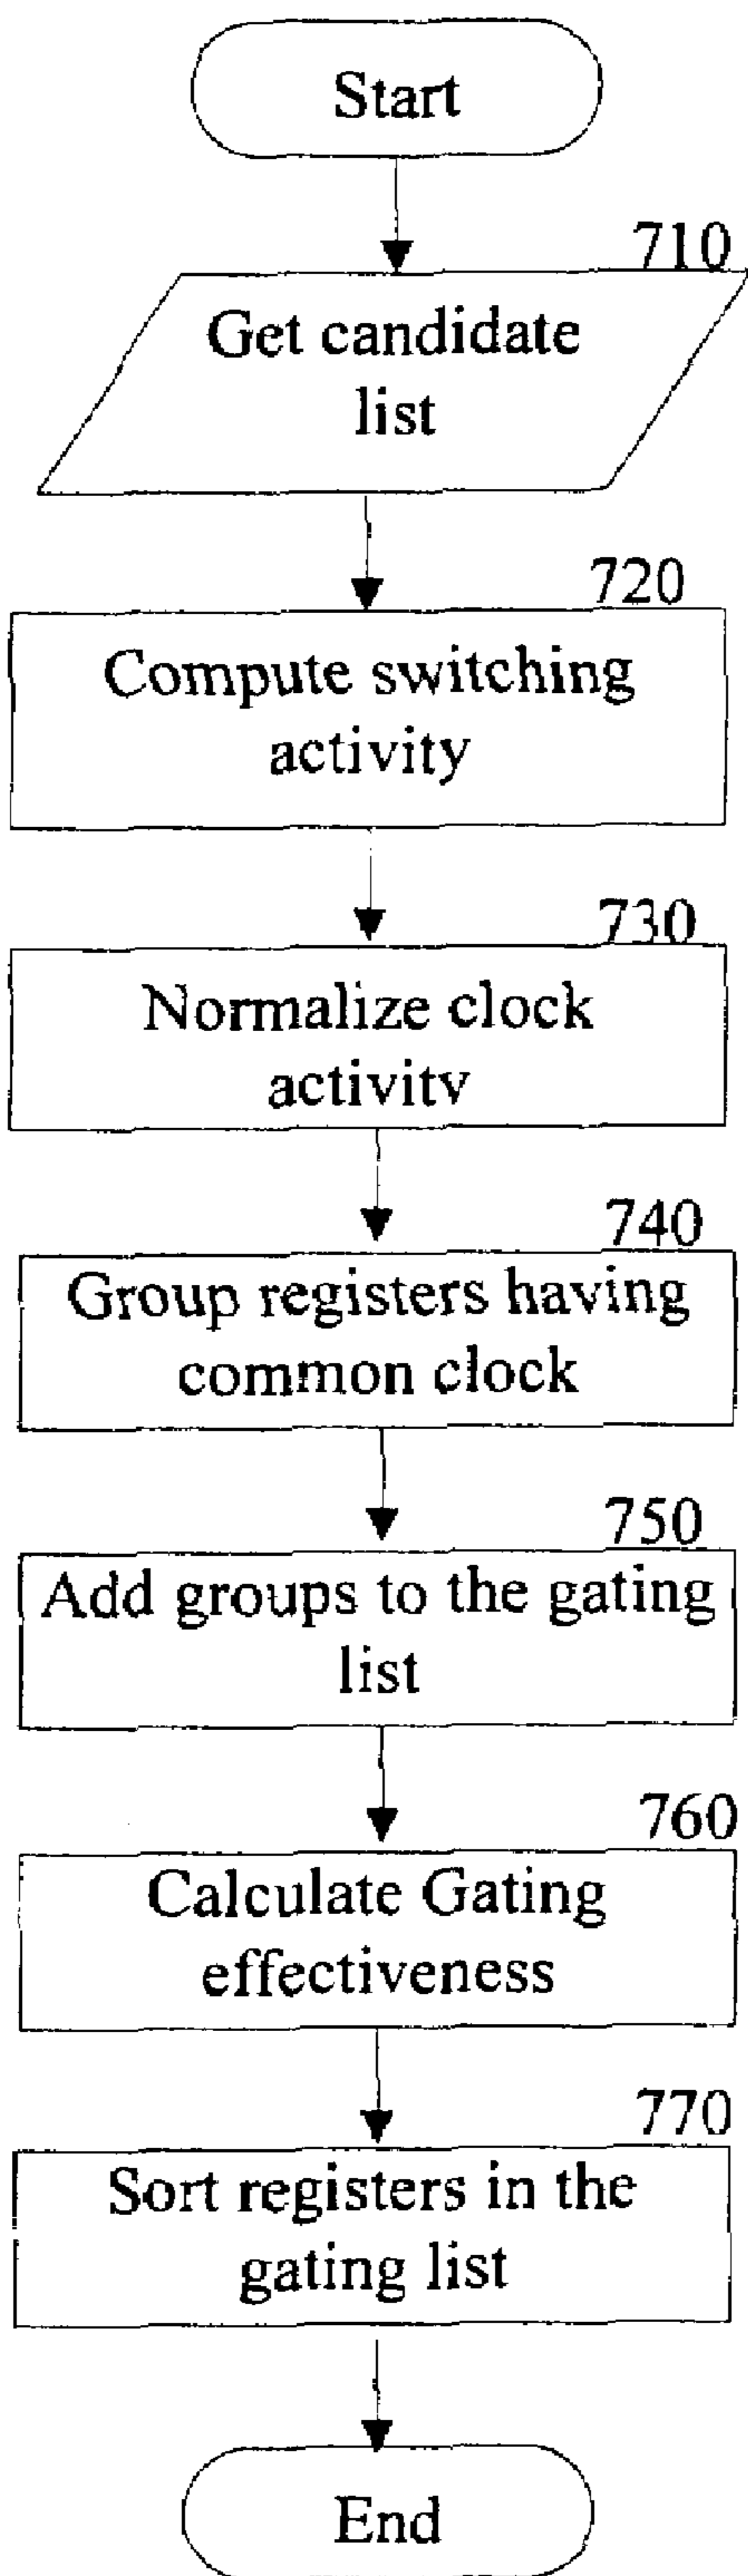 Start
710
Get candidate
list
720
Compute switching
activity
730
Normalize clock
activity
740
Group registers having
common clock
750
Add groups to the gating
list
760
Calculate Gating
effectiveness
770
Sort registers in the
gating list
End